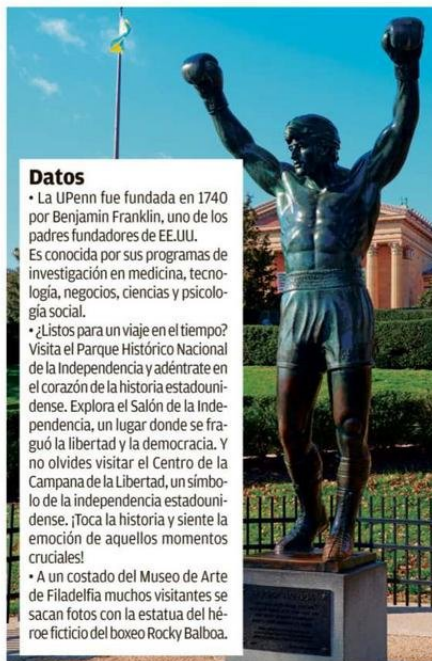 Datos
• La UPenn fue fundada en 1740
por Benjamin Franklin, uno de los
padres fundadores de EE.UU.
Es conocida por sus programas de
investigación en medicina, tecno-
logía, negocios, ciencias y psicolo-
gía social.
• ¿Listos para un viaje en el tiempo?
Visita el Parque Histórico Nacional
de la Independencia y adéntrate en
el corazón de la historia estadouni-
dense. Explora el Salón de la Inde-
pendencia, un lugar donde se fra-
guó la libertad y la democracia. Y
no olvides visitar el Centro de la
Campana de la Libertad, un símbo-
lo de la independencia estadouni-
dense. ¡Toca la historia y siente la
emoción de aquellos momentos
cruciales!
• A un costado del Museo de Arte
de Filadelfia muchos visitantes se
sacan fotos con la estatua del hé-
roe ficticio del boxeo Rocky Balboa.